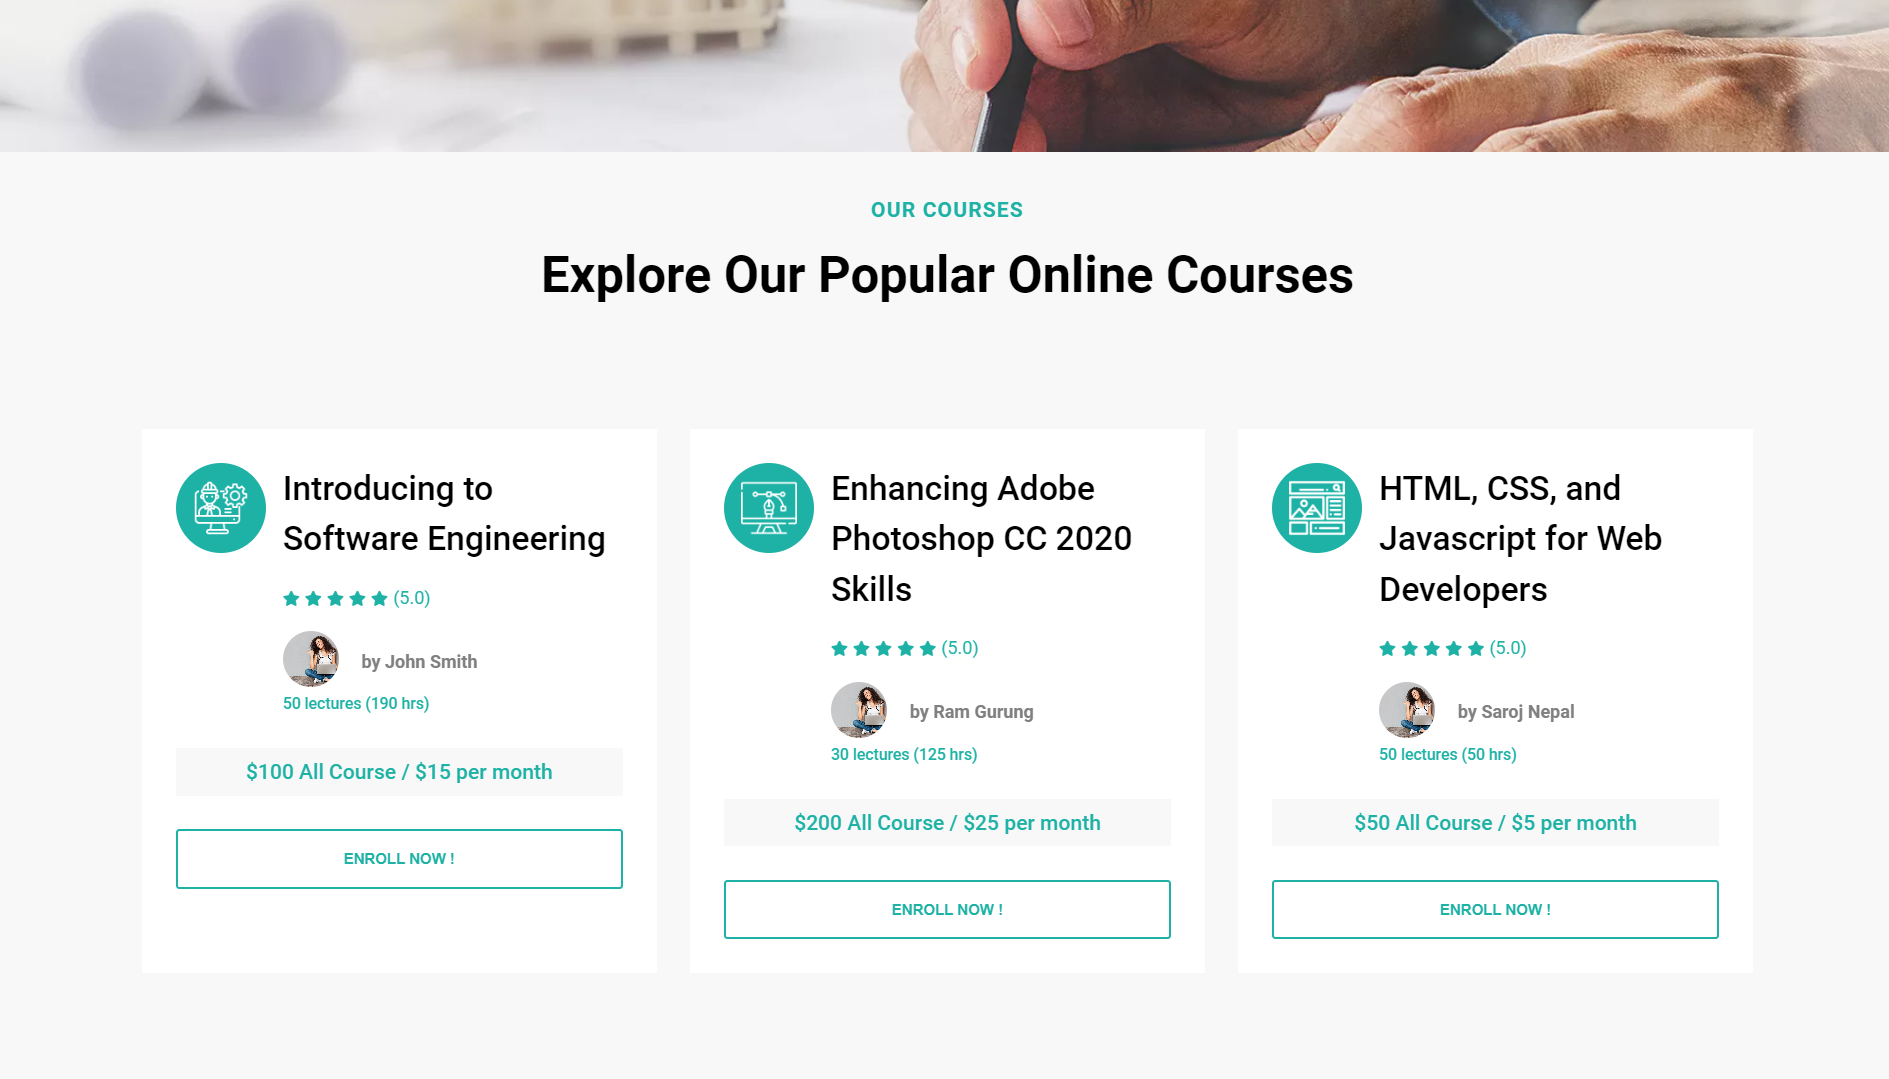 OUR COURSES
Explore Our Popular Online Courses
Introducing to
Software Engineering
(5.0)
by John Smith
50 lectures (190 hrs)
$100 All Course / $15 per month
ENROLL NOW !
Enhancing Adobe
Photoshop CC 2020
Skills
(5.0)
by Ram Gurung
30 lectures (125 hrs)
$200 All Course / $25 per month
ENROLL NOW !
HTML, CSS, and
Javascript for Web
Developers
(5.0)
by Saroj Nepal
50 lectures (50 hrs)
$50 All Course / $5 per month
ENROLL NOW !